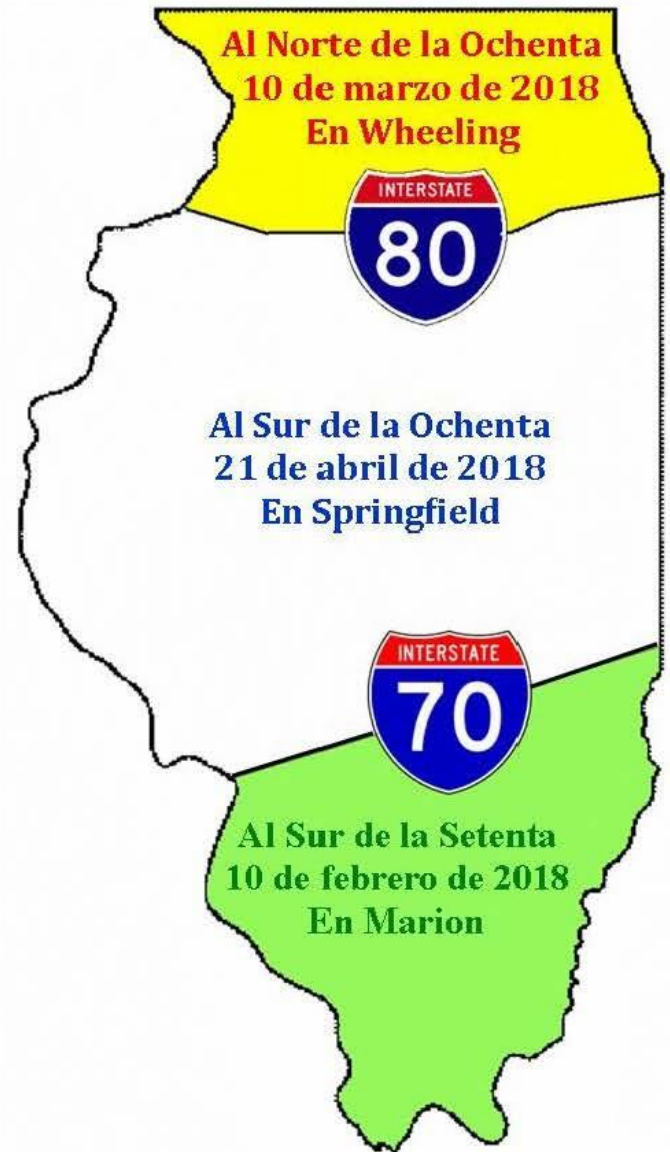 Al Norte de la Ochenta
10 de marzo de 2018
En Wheeling
INTERSTATE
80
Al Sur de la Ochenta
21 de abril de 2018
En Springfield
INTERSTATE
70
Al Sur de la Setenta
10 de febrero de 2018
En Marion